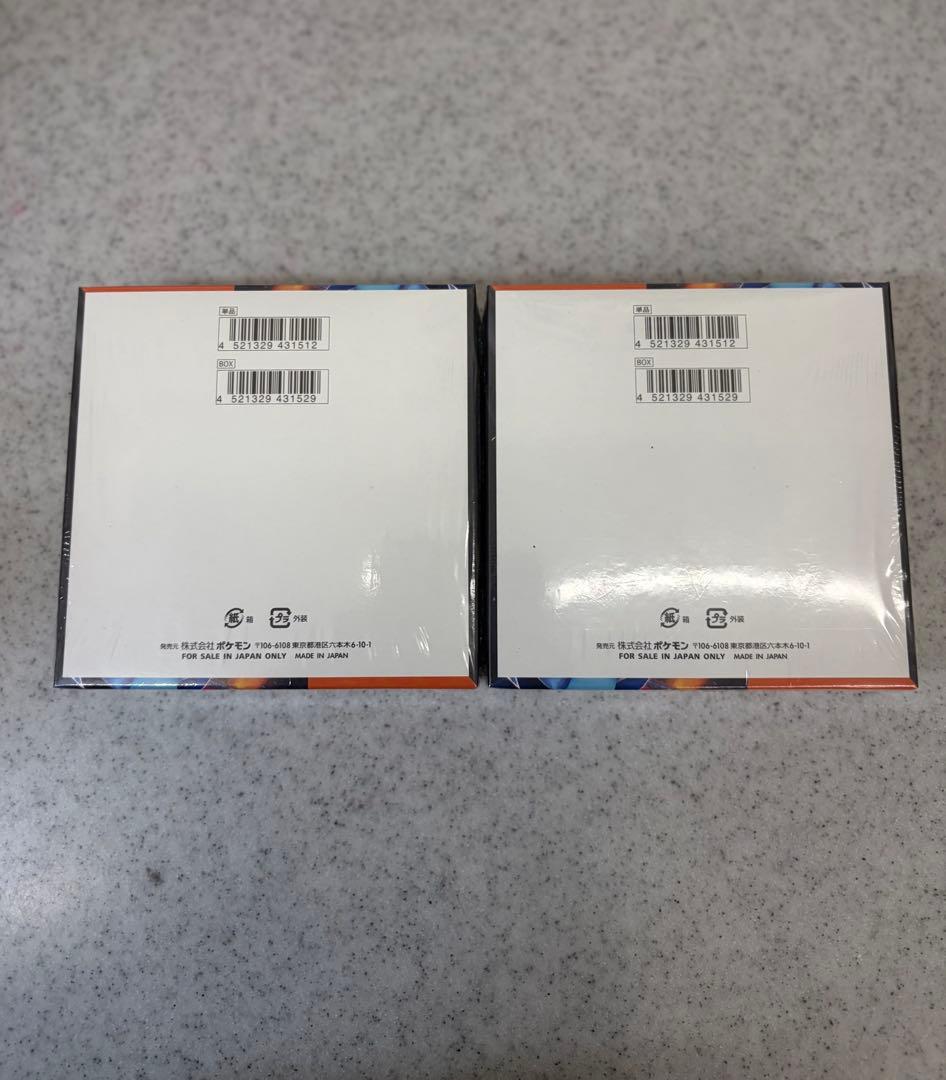 単品
4 521329 431512
BOX
4 521329 431529
紙 箱 プラ 外装
発売元 株式会社ポケモン 〒106-6108 東京都港区六本木6-10-1
FOR SALE IN JAPAN ONLY MADE IN JAPAN
単品
4 521329 431512
BOX
4 521329 431529
紙 箱 プラ 外装
発売元 株式会社ポケモン 〒106-6108 東京都港区六本木6-10-1
FOR SALE IN JAPAN ONLY MADE IN JAPAN